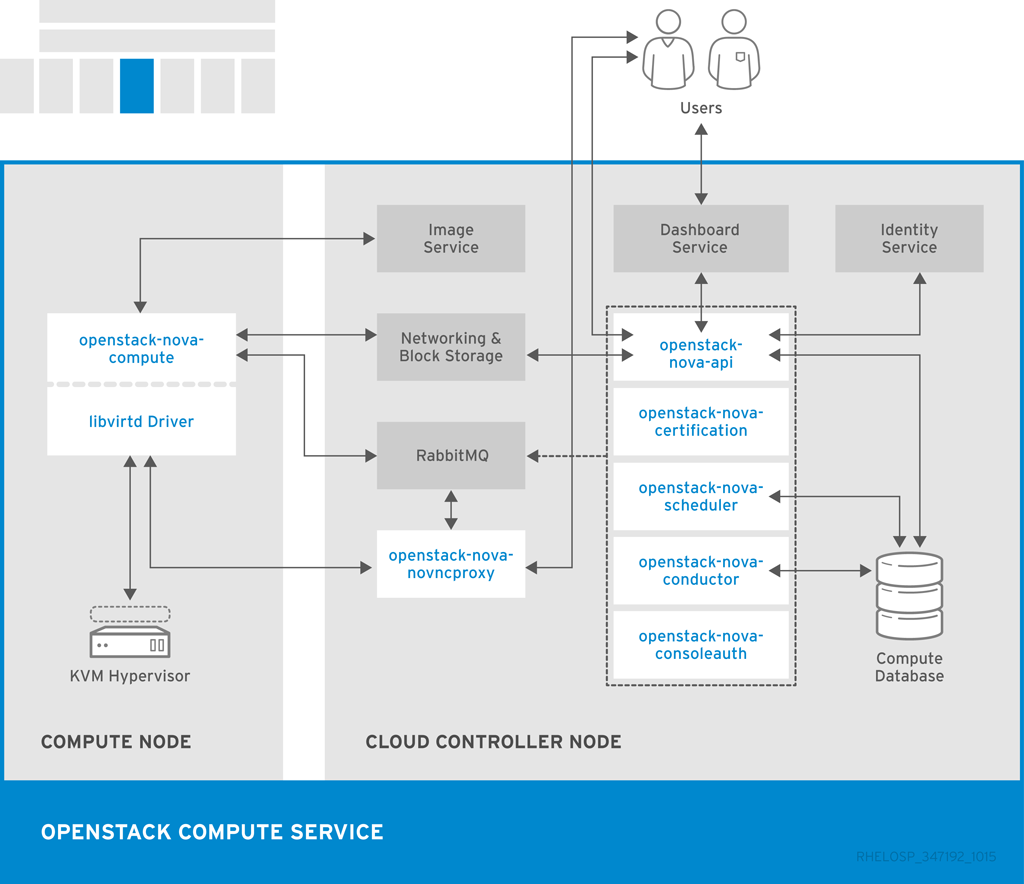 Users
Image
Service
Dashboard
Service
Identity
Service
openstack-nova-
compute
libvirtd Driver
Networking &
Block Storage
openstack-
nova-api
openstack-nova-
certification
RabbitMQ
openstack-nova-
scheduler
openstack-nova-
novncproxy
openstack-nova-
conductor
openstack-nova-
consoleauth
KVM Hypervisor
Compute
Database
COMPUTE NODE
CLOUD CONTROLLER NODE
OPENSTACK COMPUTE SERVICE
RHELOSP_347192_1015